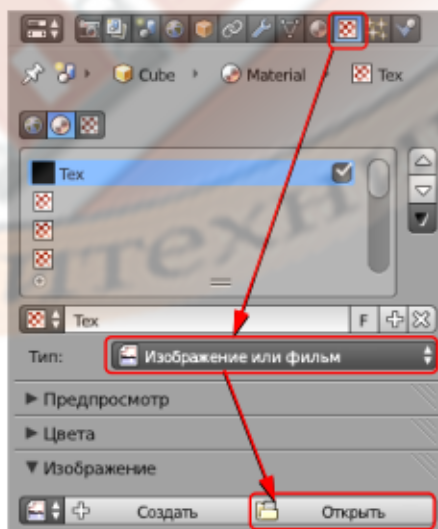 Cube Material Tex
Tex
Tex F
Тип: Изображение или фильм
Предпросмотр
Цвета
Изображение
Создать Открыть